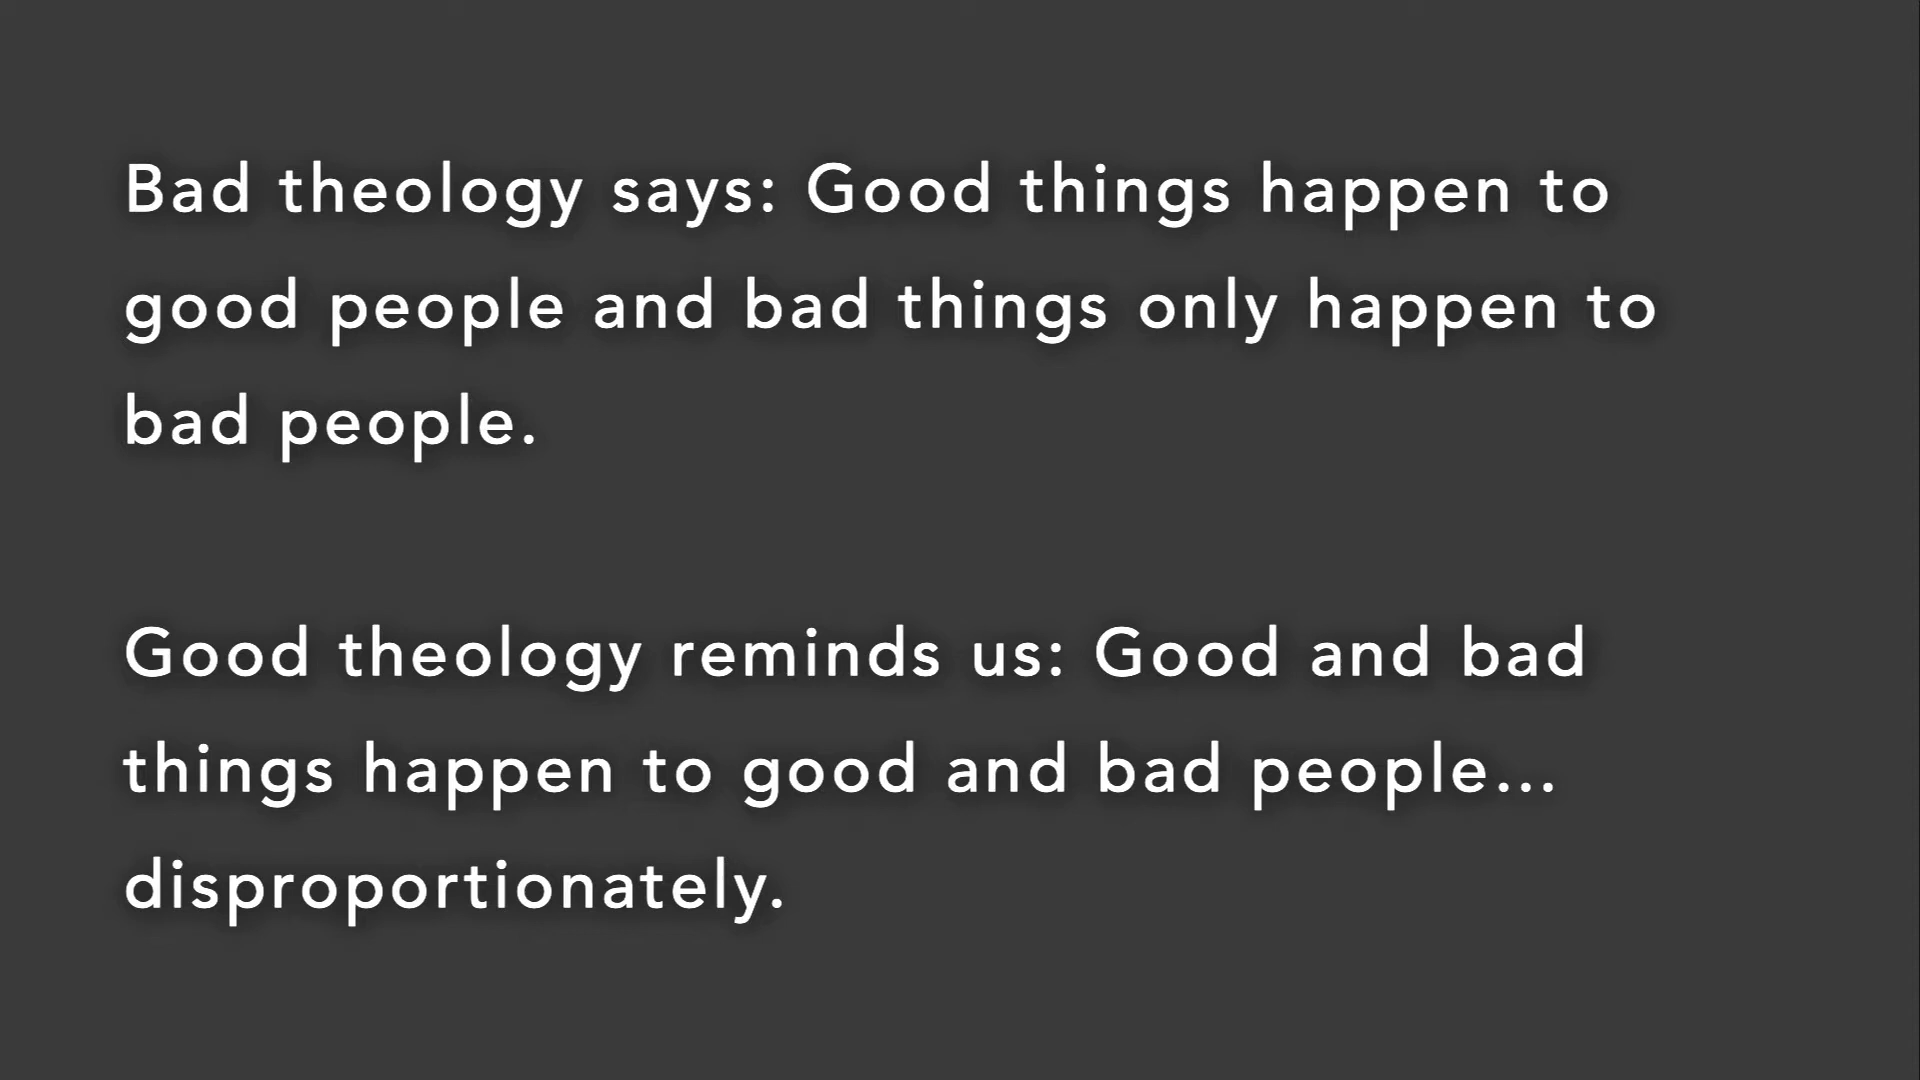 Bad theology says: Good things happen to
good people and bad things only happen to
bad people.
Good theology reminds us: Good and bad
things happen to good and bad people...
disproportionately.